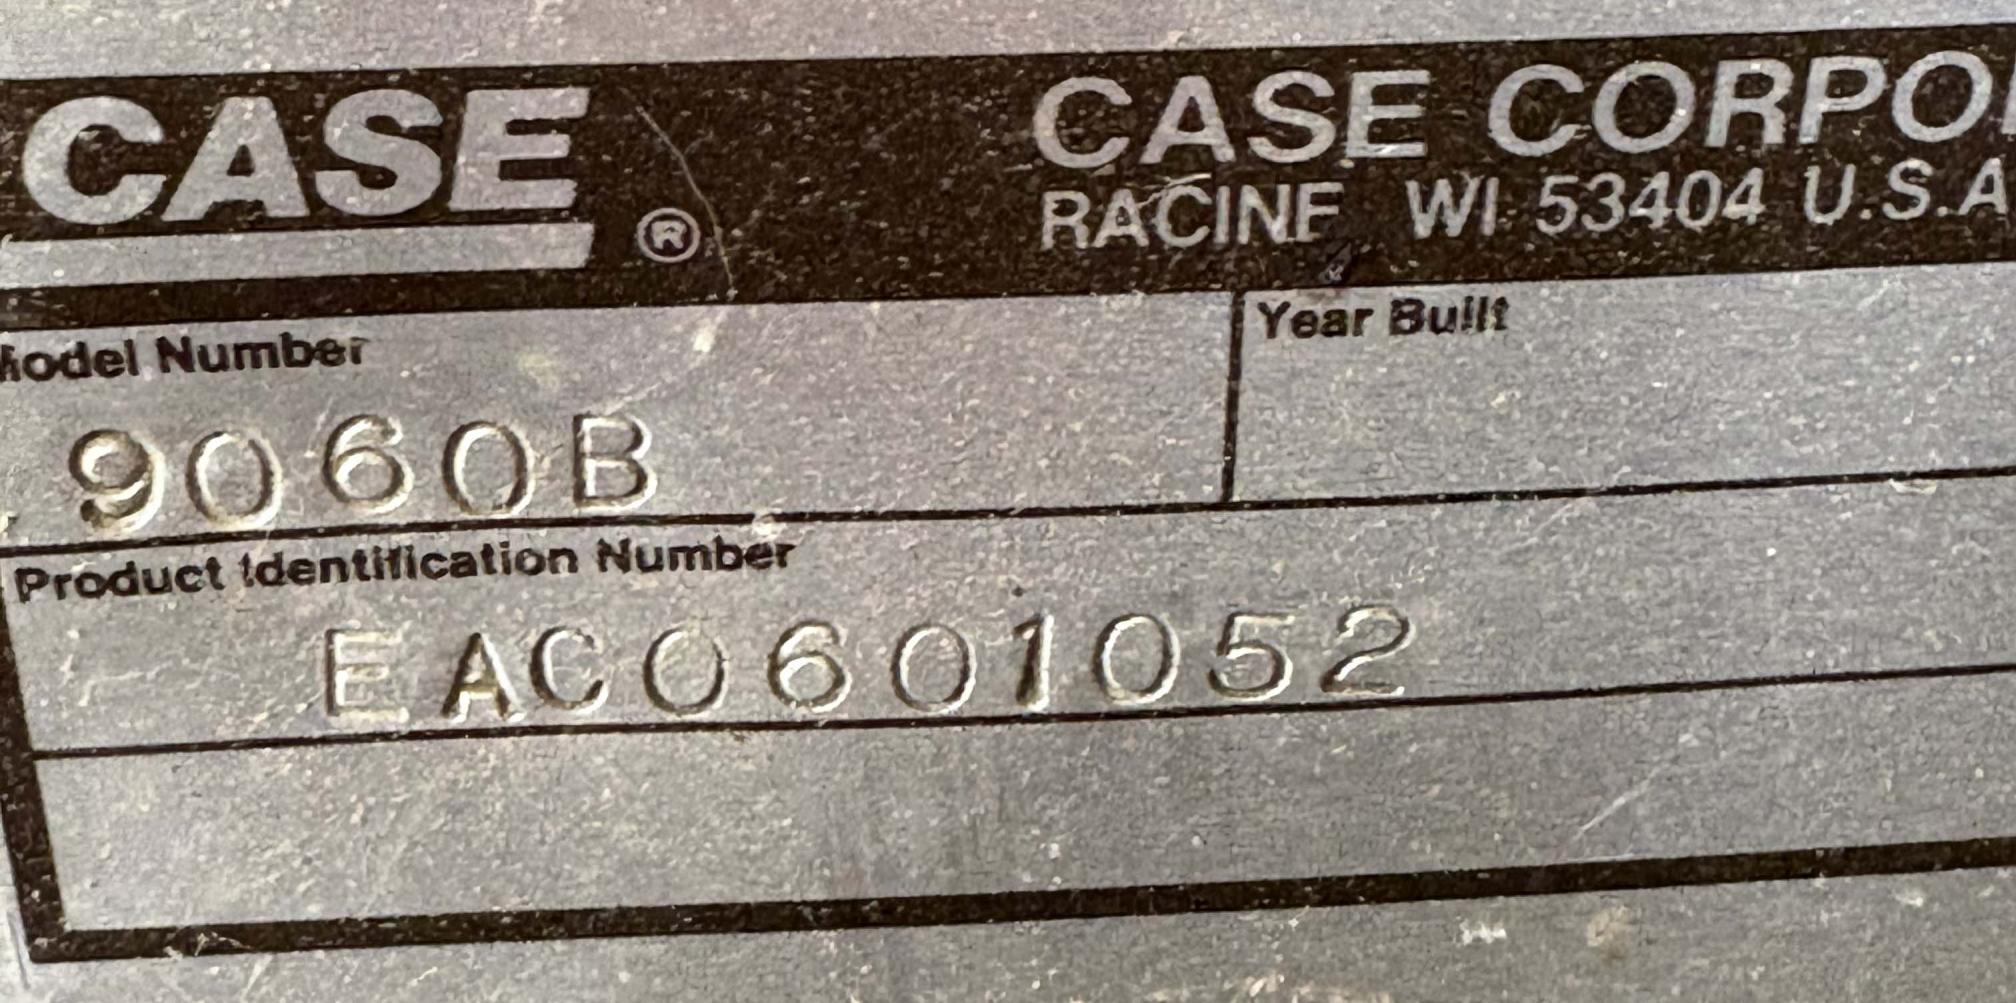 CASE ® CASE CORPO
RACINE WI 53404 U.S.A
Model Number Year Built
9060B
Product Identification Number
EAC0601052